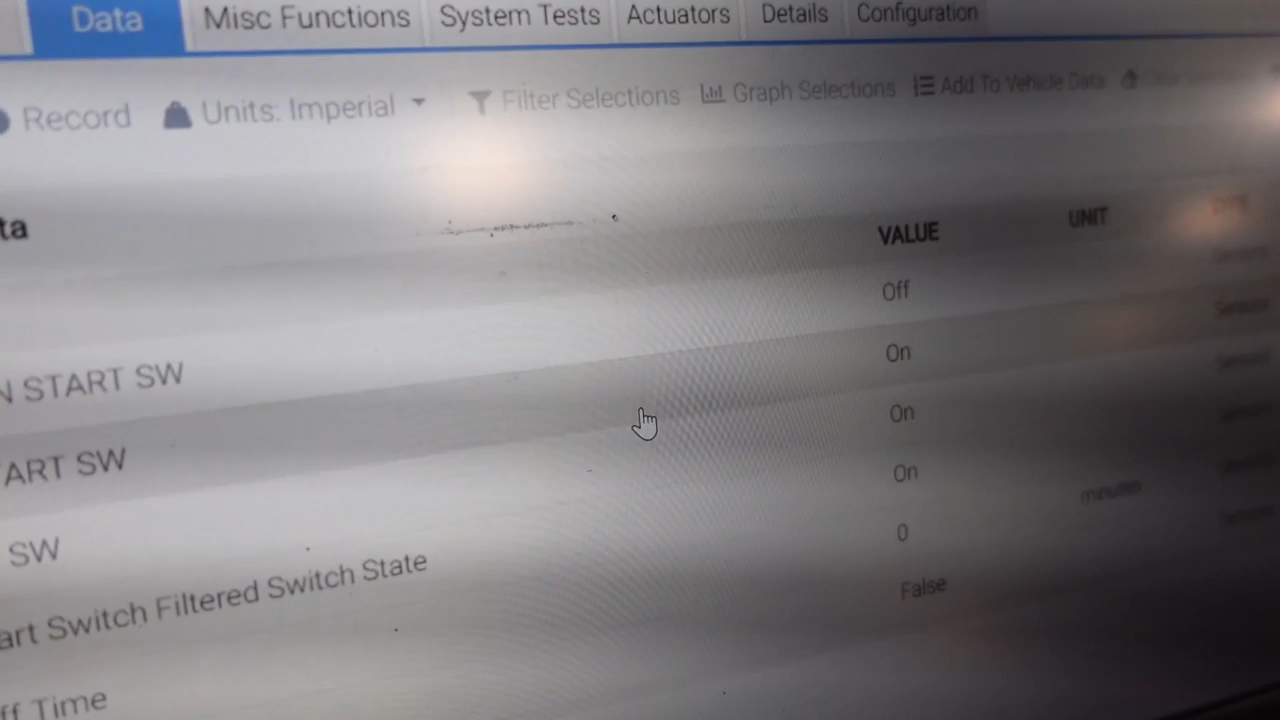 Data Misc Functions System Tests Actuators Details Configuration
Record Units: Imperial Filter Selections Graph Selections Add To Vehicle Data
ta VALUE UNIT
Off
N START SW On
ART SW On
SW On
art Switch Filtered Switch State 0 minutes
ff Time False